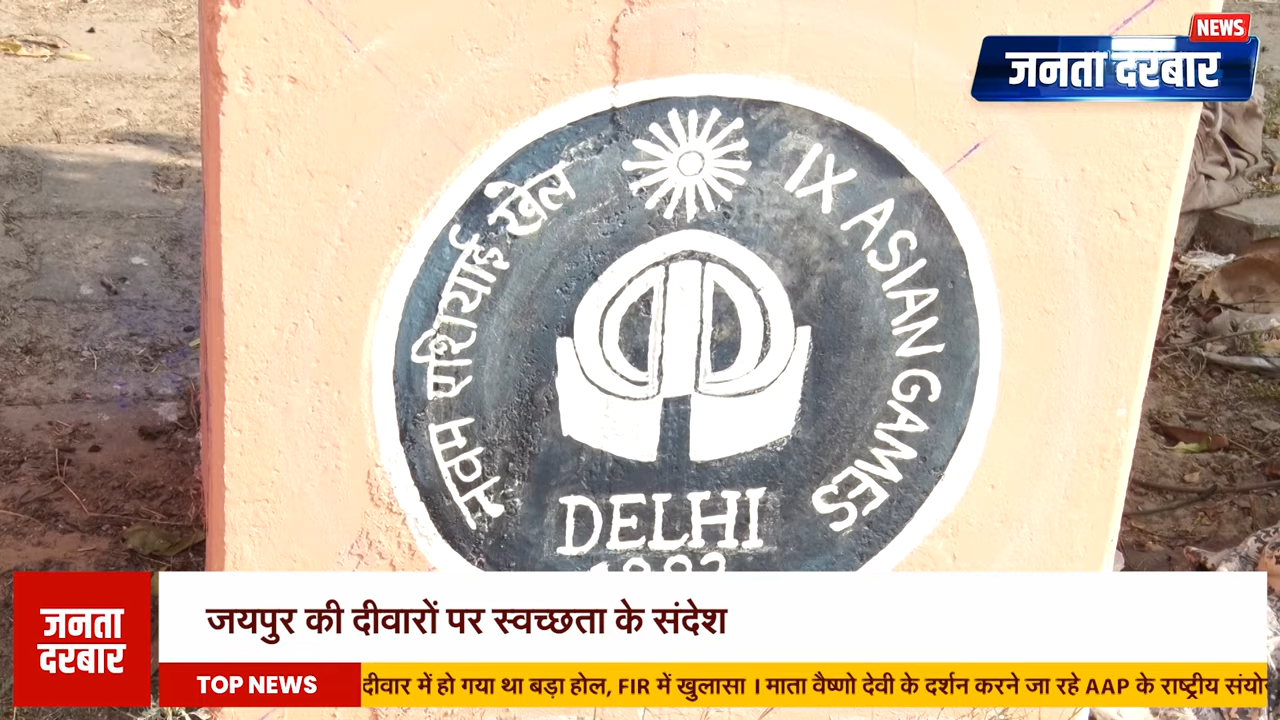 NEWS
जनता दरबार
नवम एशियाई खेल
IX ASIAN GAMES
DELHI
जनता
दरबार
जयपुर की दीवारों पर स्वच्छता के संदेश
TOP NEWS
दीवार में हो गया था बड़ा होल, FIR में खुलासा । माता वैष्णो देवी के दर्शन करने जा रहे AAP के राष्ट्रीय